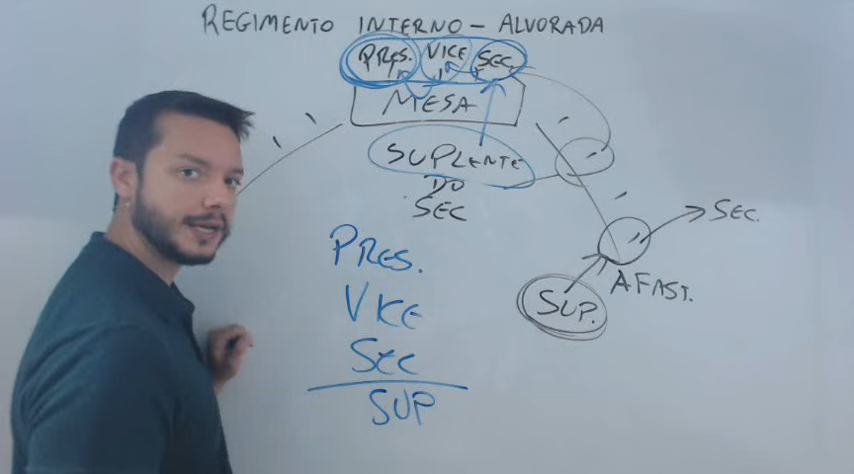 REGIMENTO INTERNO - ALVORADA
PRES. VICE SEC.
MESA
SUPLENTE
DO
SEC
SEC.
AFAST.
SUP.
PRES.
VICE
SEC
SUP